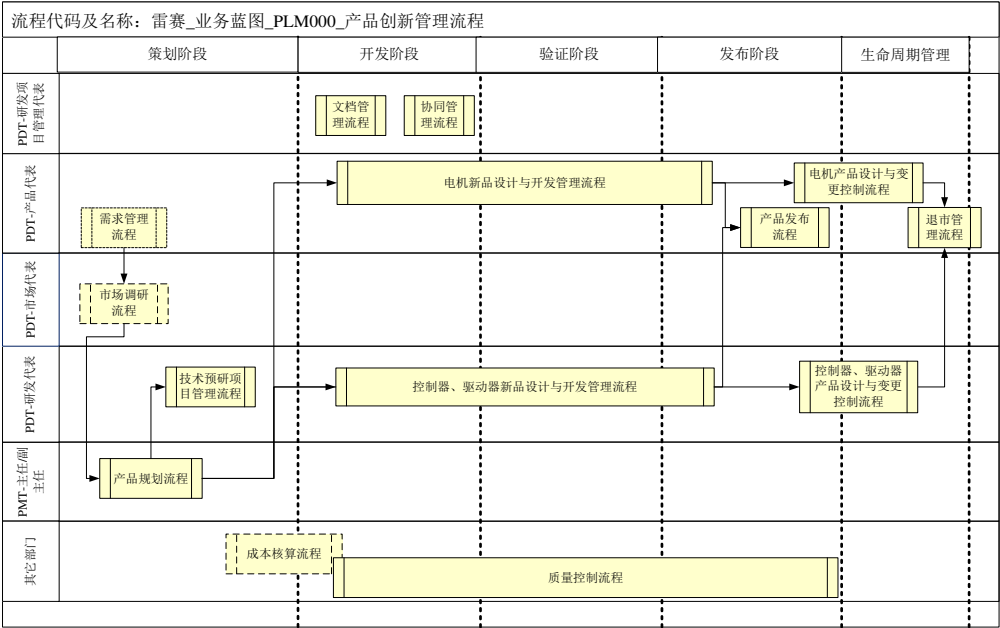 流程代码及名称：雷赛_业务蓝图_PLM000_产品创新管理流程
策划阶段
开发阶段
验证阶段
发布阶段
生命周期管理
PDT-研发项
目管理代表
文档管
理流程
协同管
理流程
PDT-产品代表
电机新品设计与开发管理流程
电机产品设计与变
更控制流程
需求管理
流程
产品发布
流程
退市管
理流程
PDT-市场代表
市场调研
流程
PDT-研发代表
技术预研项
目管理流程
控制器、驱动器新品设计与开发管理流程
控制器、驱动器
产品设计与变更
控制流程
PMT-主任/副
主任
产品规划流程
其它部门
成本核算流程
质量控制流程